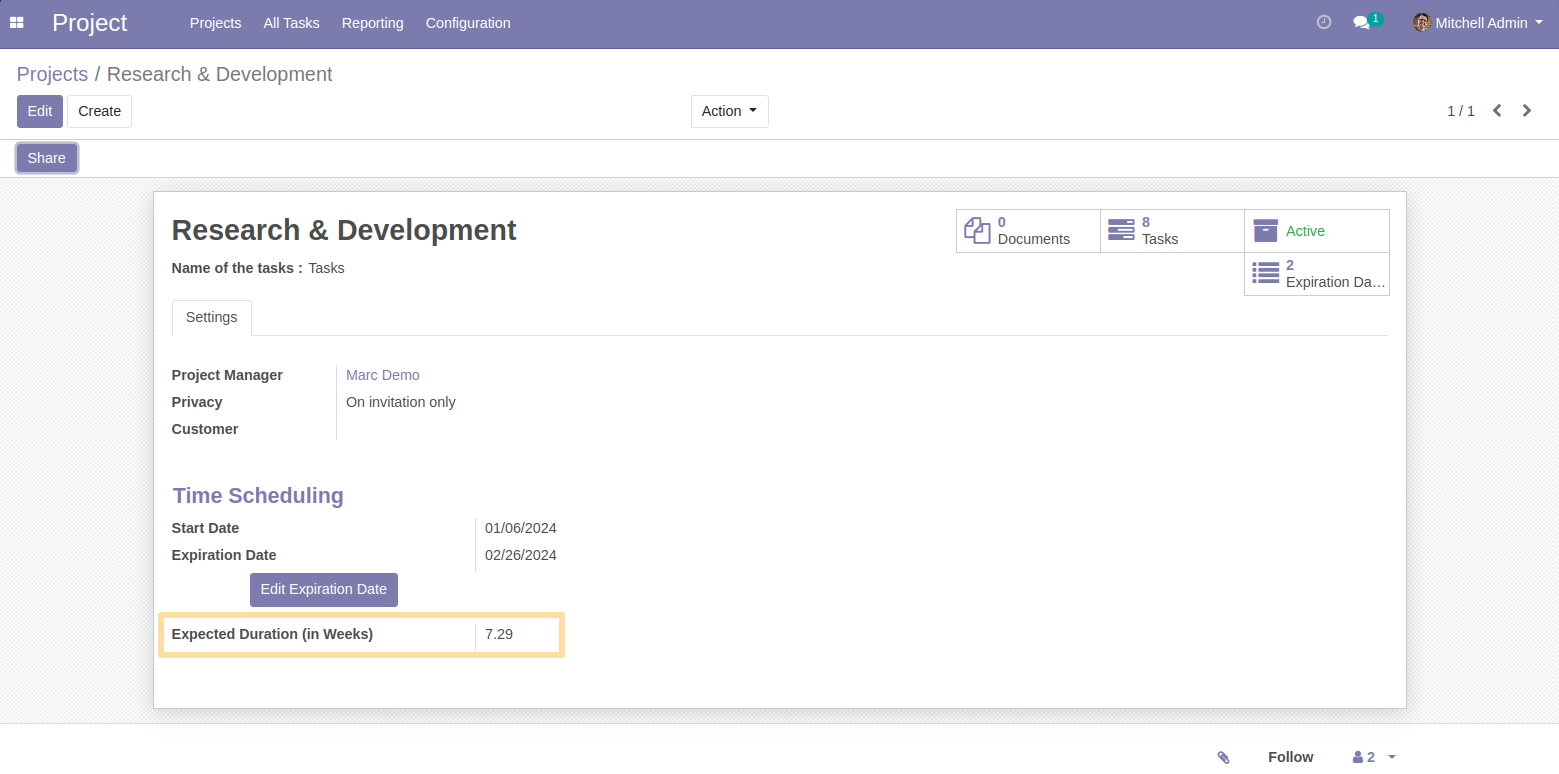 Project Projects All Tasks Reporting Configuration 1 Mitchell Admin
Projects / Research & Development
Edit Create Action 1 / 1
Share
Research & Development
0
Documents
8
Tasks
Active
2
Expiration Da...
Name of the tasks : Tasks
Settings
Project Manager Marc Demo
Privacy On invitation only
Customer
Time Scheduling
Start Date 01/06/2024
Expiration Date 02/26/2024
Edit Expiration Date
Expected Duration (in Weeks) 7.29
Follow 2